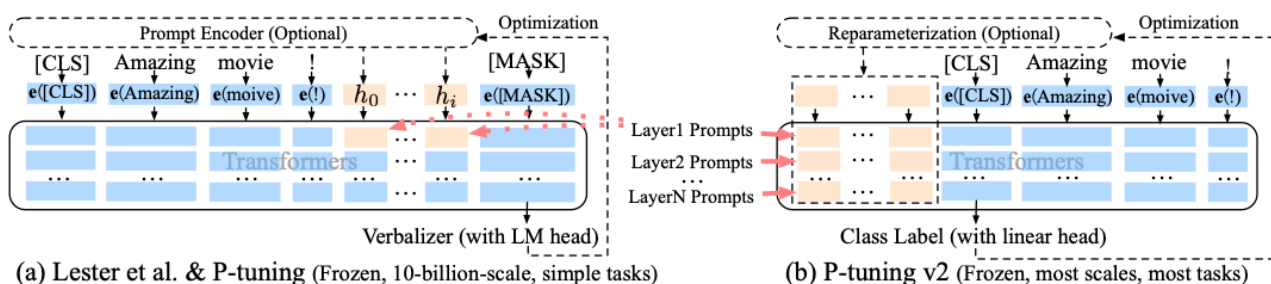 Prompt Encoder (Optional)
Optimization
[CLS] Amazing movie ! [MASK]
e([CLS]) e(Amazing) e(moive) e(!) h0 ... hi e([MASK])
...
Transformers
... ... ... ... ... ... ... ...
Verbalizer (with LM head)
(a) Lester et al. & P-tuning (Frozen, 10-billion-scale, simple tasks)
Layer1 Prompts
Layer2 Prompts
...
LayerN Prompts
Reparameterization (Optional)
Optimization
[CLS] Amazing movie !
... e([CLS]) e(Amazing) e(moive) e(!)
...
Transformers
... ... ... ... ... ... ...
Class Label (with linear head)
(b) P-tuning v2 (Frozen, most scales, most tasks)